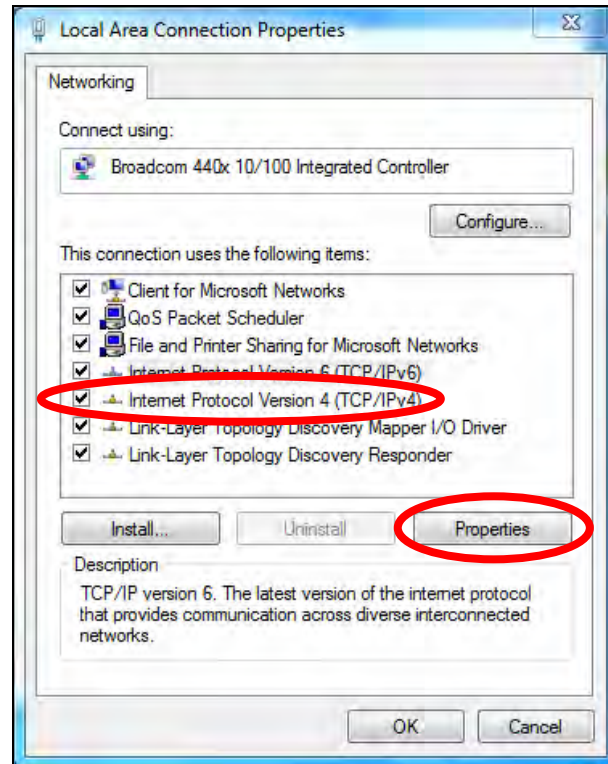 Local Area Connection Properties
Networking
Connect using:
Broadcom 440x 10/100 Integrated Controller
Configure...
This connection uses the following items:
Client for Microsoft Networks
QoS Packet Scheduler
File and Printer Sharing for Microsoft Networks
Internet Protocol Version 6 (TCP/IPv6)
Internet Protocol Version 4 (TCP/IPv4)
Link-Layer Topology Discovery Mapper I/O Driver
Link-Layer Topology Discovery Responder
Install... Uninstall Properties
Description
TCP/IP version 6. The latest version of the internet protocol
that provides communication across diverse interconnected
networks.
OK Cancel